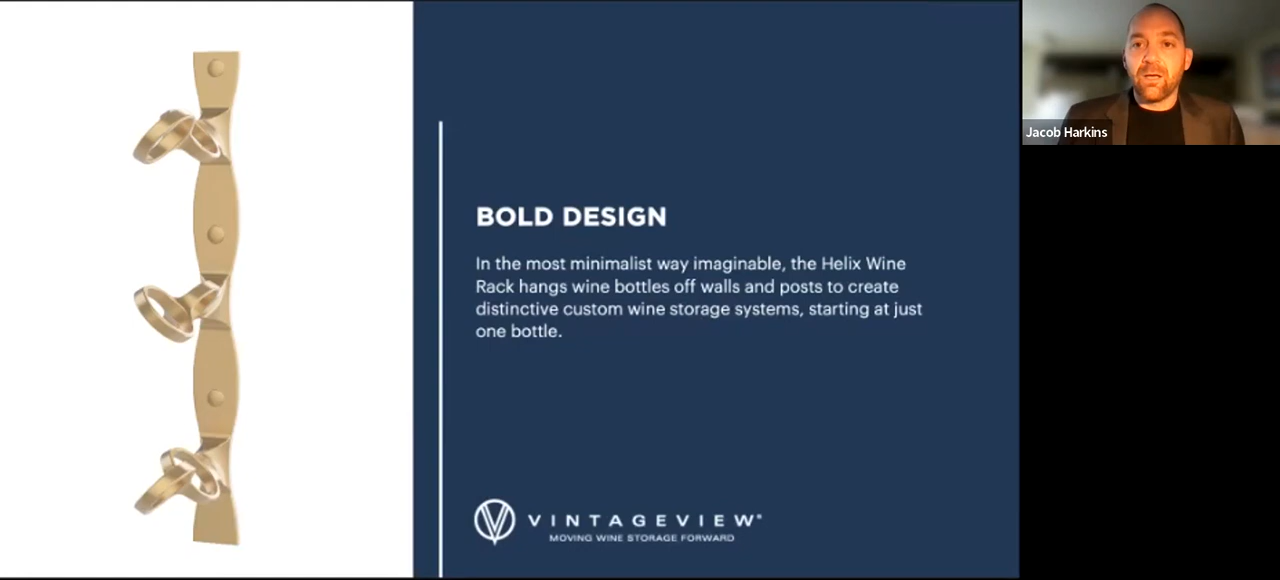 BOLD DESIGN
In the most minimalist way imaginable, the Helix Wine
Rack hangs wine bottles off walls and posts to create
distinctive custom wine storage systems, starting at just
one bottle.
VINTAGEVIEW®
MOVING WINE STORAGE FORWARD
Jacob Harkins